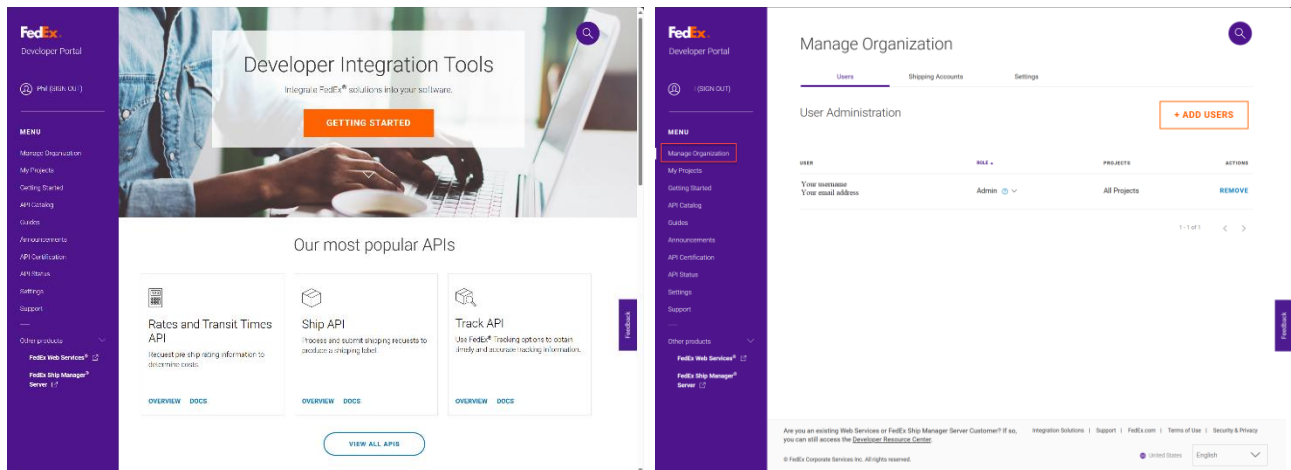 FedEx
Developer Portal
Phil (SIGN OUT)
MENU
Manage Organization
My Projects
Getting Started
API Catalog
Guides
Announcements
API Certification
API Status
Settings
Support
Other products
FedEx Web Services®
FedEx Ship Manager®
Server
Developer Integration Tools
Integrate FedEx® solutions into your software.
GETTING STARTED
Our most popular APIs
Rates and Transit Times
API
Request pre ship rating information to
determine costs.
OVERVIEW DOCS
Ship API
Process and submit shipping requests to
produce a shipping label.
OVERVIEW DOCS
Track API
Use FedEx® Tracking options to obtain
timely and accurate tracking information.
OVERVIEW DOCS
VIEW ALL APIS
Feedback
FedEx
Developer Portal
(SIGN OUT)
MENU
Manage Organization
My Projects
Getting Started
API Catalog
Guides
Announcements
API Certification
API Status
Settings
Support
Other products
FedEx Web Services®
FedEx Ship Manager®
Server
Manage Organization
Users Shipping Accounts Settings
User Administration
+ ADD USERS
USER ROLE PROJECTS ACTIONS
Your username
Your email address
Admin All Projects REMOVE
1 - 1 of 1
Feedback
Are you an existing Web Services or FedEx Ship Manager Server Customer? If so,
you can still access the Developer Resource Center.
Integration Solutions | Support | FedEx.com | Terms of Use | Security & Privacy
© FedEx Corporate Services Inc. All rights reserved.
United States English